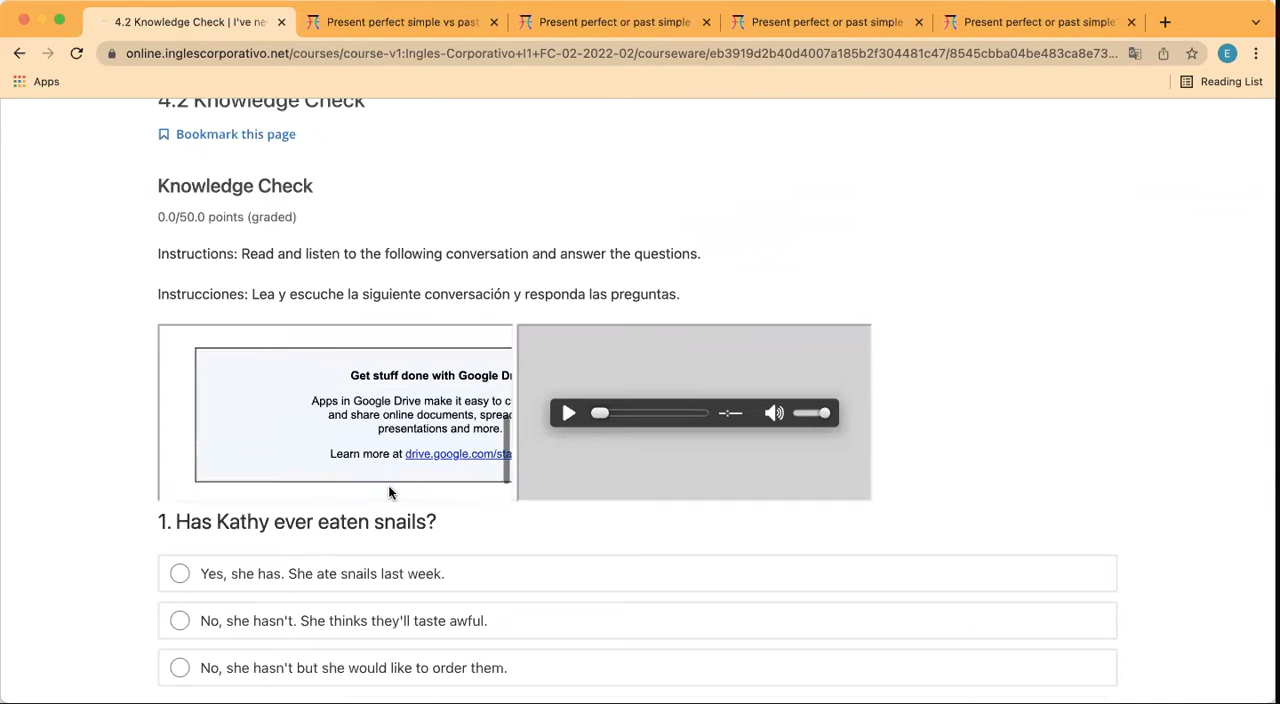 4.2 Knowledge Check | I've ne
Present perfect simple vs past
Present perfect or past simple
Present perfect or past simple
Present perfect or past simple
online.inglescorporativo.net/courses/course-v1:Ingles-Corporativo+I1+FC-02-2022-02/courseware/eb3919d2b40d4007a185b2f304481c47/8545cbba04be483ca8e73...
E
Apps
Reading List
4.2 Knowledge Check
Bookmark this page
Knowledge Check
0.0/50.0 points (graded)
Instructions: Read and listen to the following conversation and answer the questions.
Instrucciones: Lea y escuche la siguiente conversación y responda las preguntas.
Get stuff done with Google Dr
Apps in Google Drive make it easy to c
and share online documents, sprea
presentations and more.
Learn more at drive.google.com/sta
1. Has Kathy ever eaten snails?
Yes, she has. She ate snails last week.
No, she hasn't. She thinks they'll taste awful.
No, she hasn't but she would like to order them.